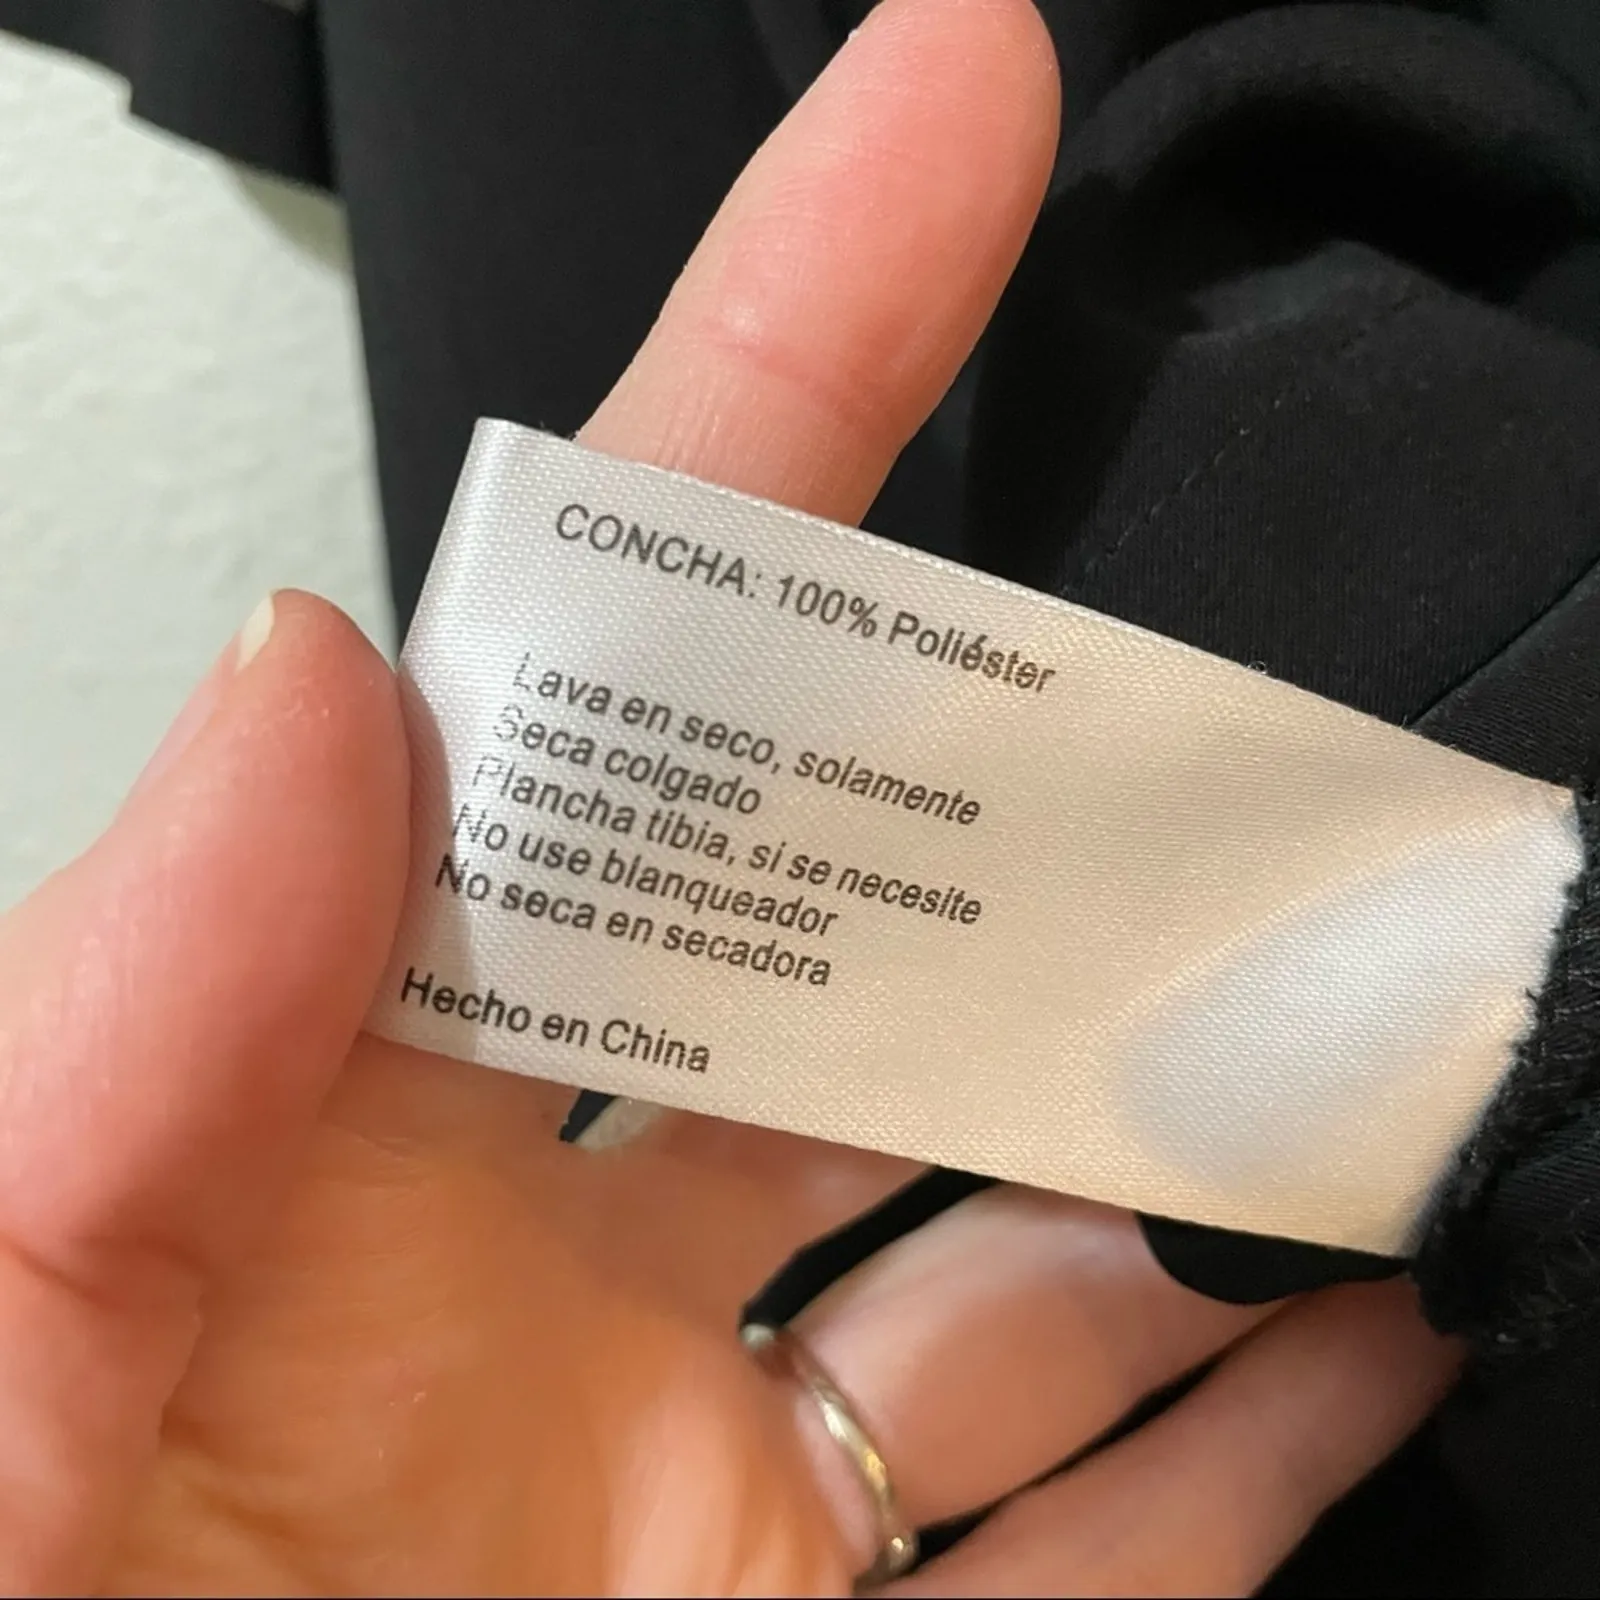 CONCHA: 100% Poliéster
Lava en seco, solamente
Seca colgado
Plancha tibia, si se necesite
No use blanqueador
No seca en secadora
Hecho en China